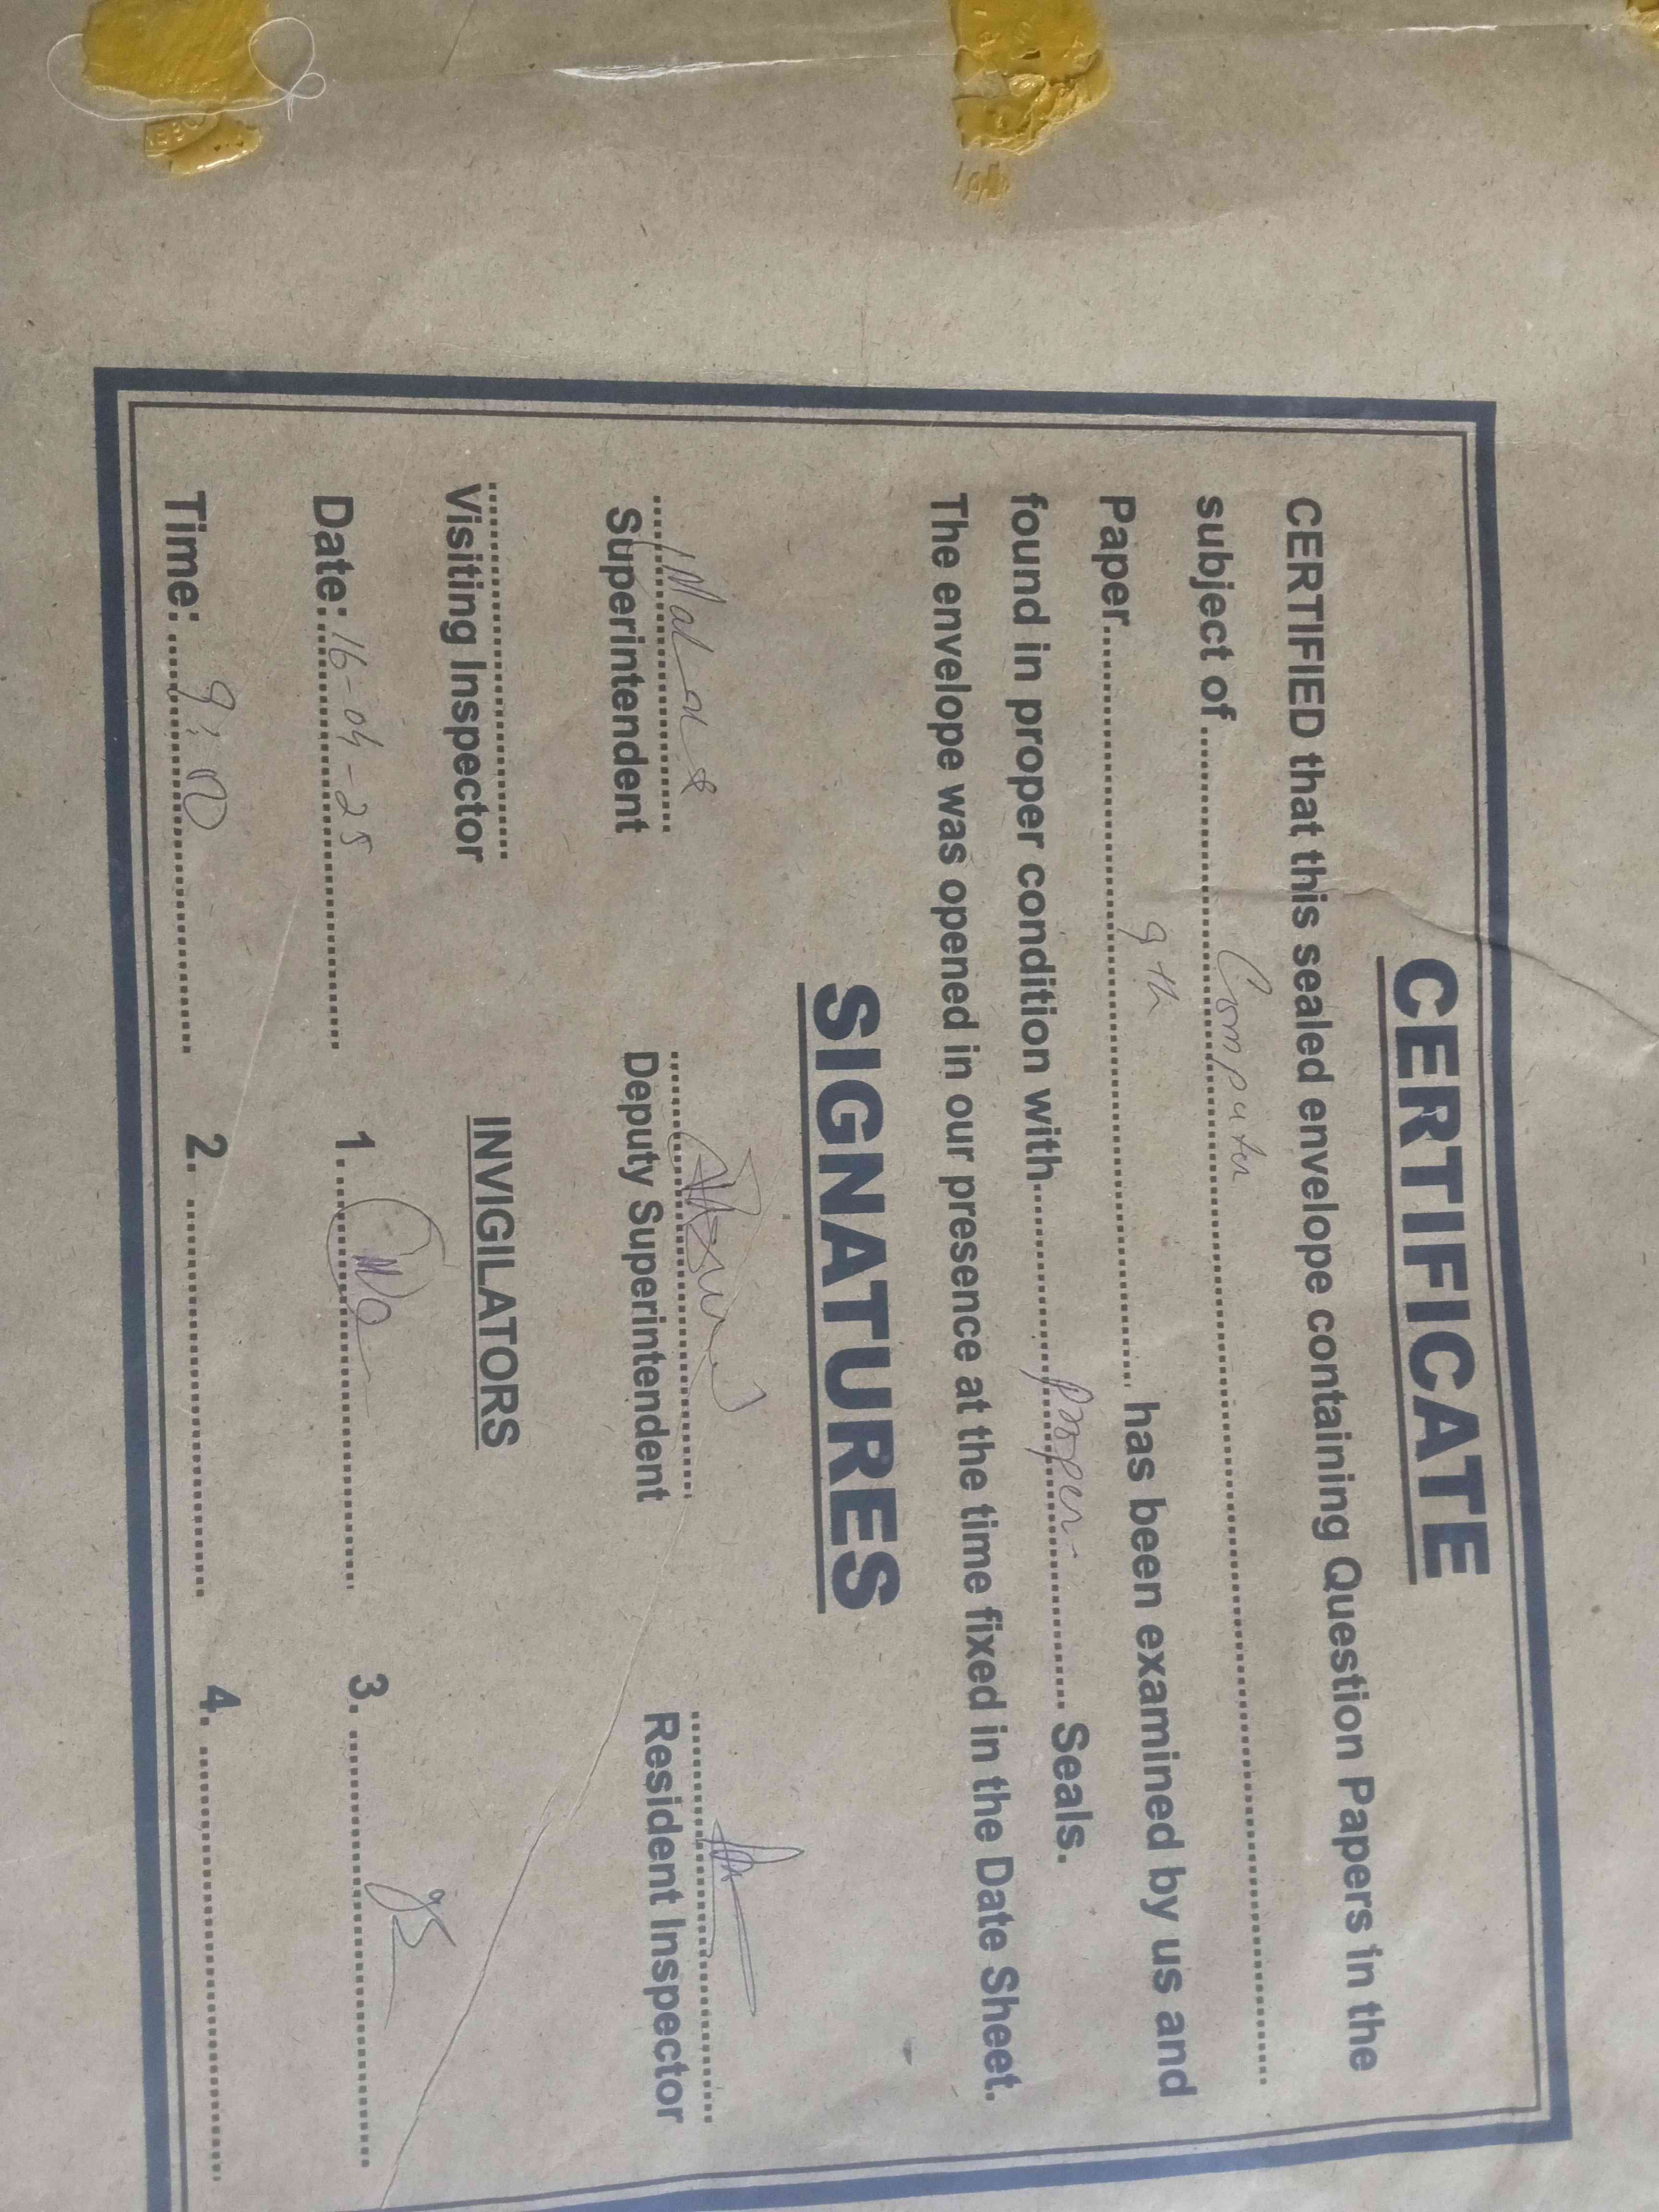 CERTIFICATE
CERTIFIED that this sealed envelope containing Question Papers in the
subject of Computer
Paper 9th has been examined by us and
found in proper condition with proper Seals.
The envelope was opened in our presence at the time fixed in the Date Sheet.
SIGNATURES
Superintendent Deputy Superintendent Resident Inspector
Visiting Inspector
INVIGILATORS
Date: 16-04-25 1. 3.
Time: 9:00 2. 4.